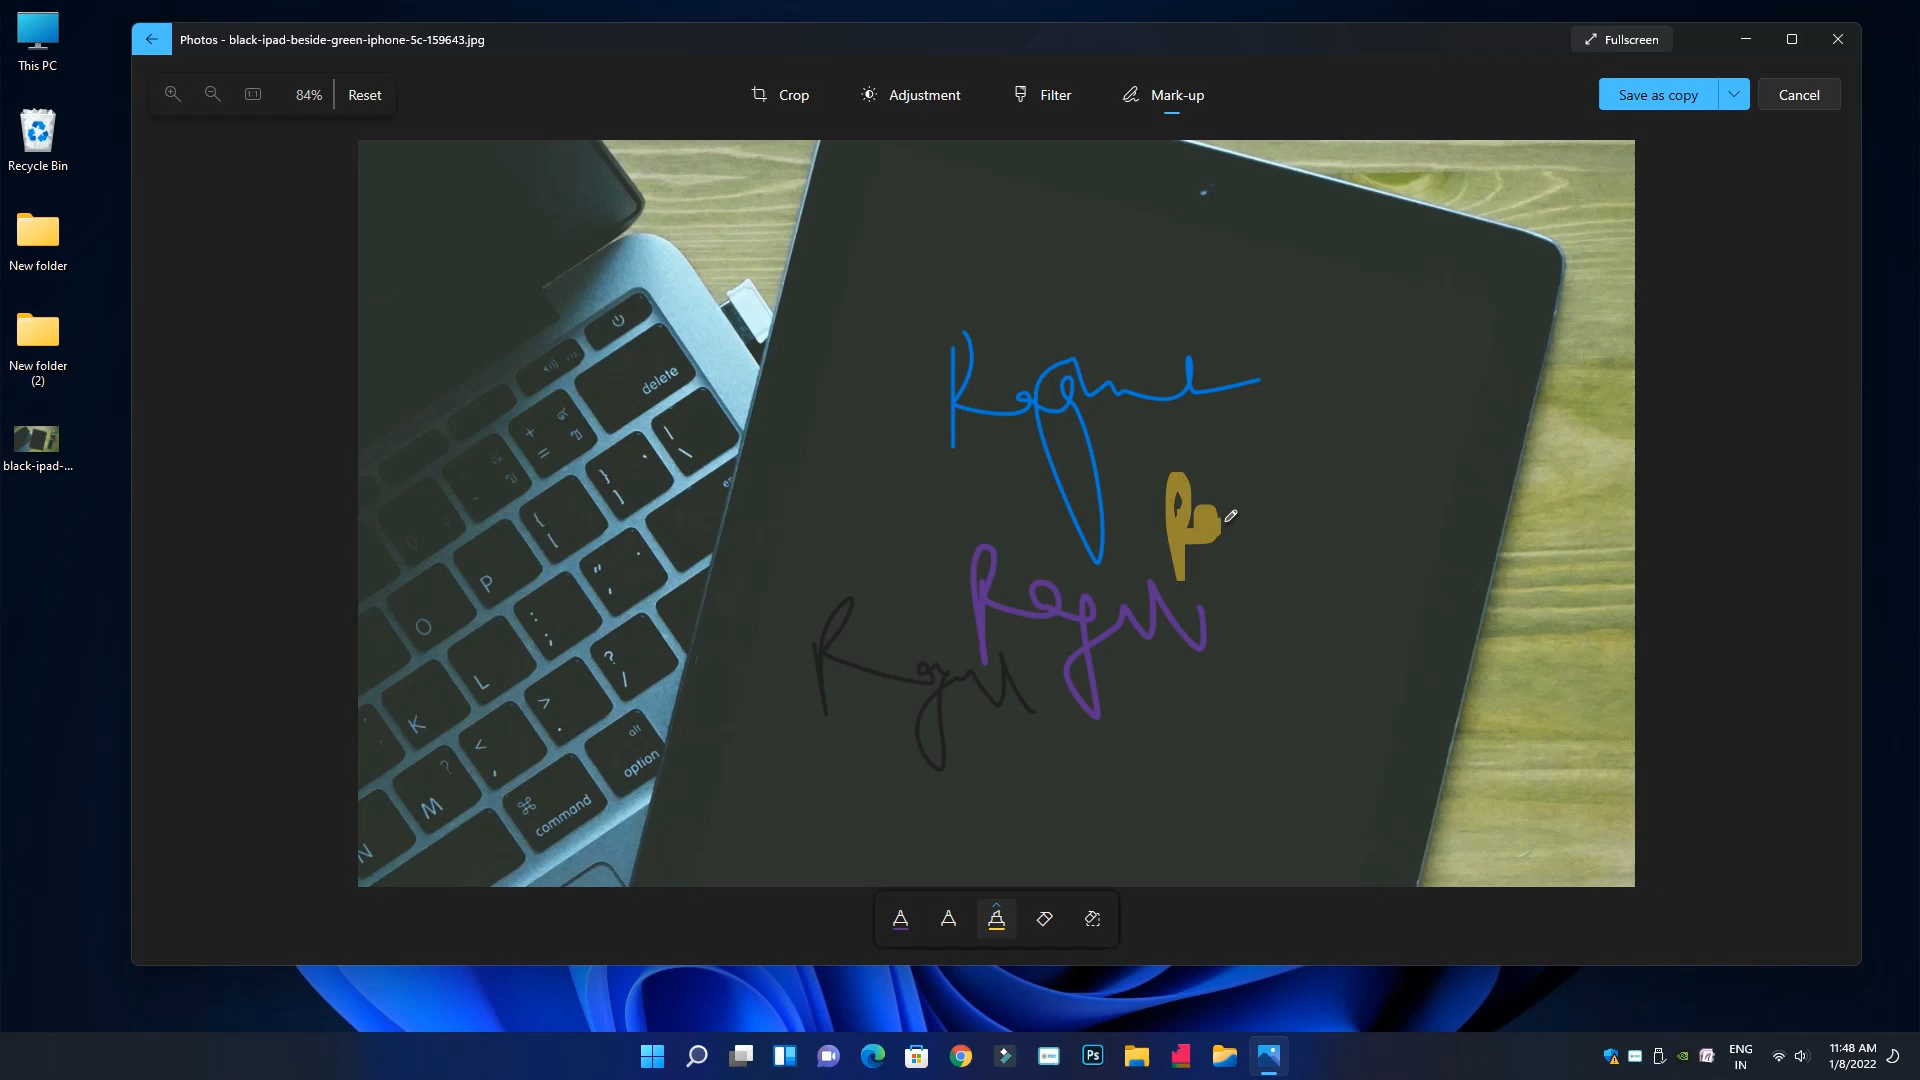 This PC
Recycle Bin
New folder
New folder
(2)
black-ipad-...
Photos - black-ipad-beside-green-iphone-5c-159643.jpg
Fullscreen
84%
Reset
Crop
Adjustment
Filter
Mark-up
Save as copy
Cancel
delete
+
=
}
]
{
[
|
\
P
O
"
'
:
;
L
?
/
K
>
.
<
,
M
alt
option
⌘
command
N
Ps
ENG
IN
11:48 AM
1/8/2022